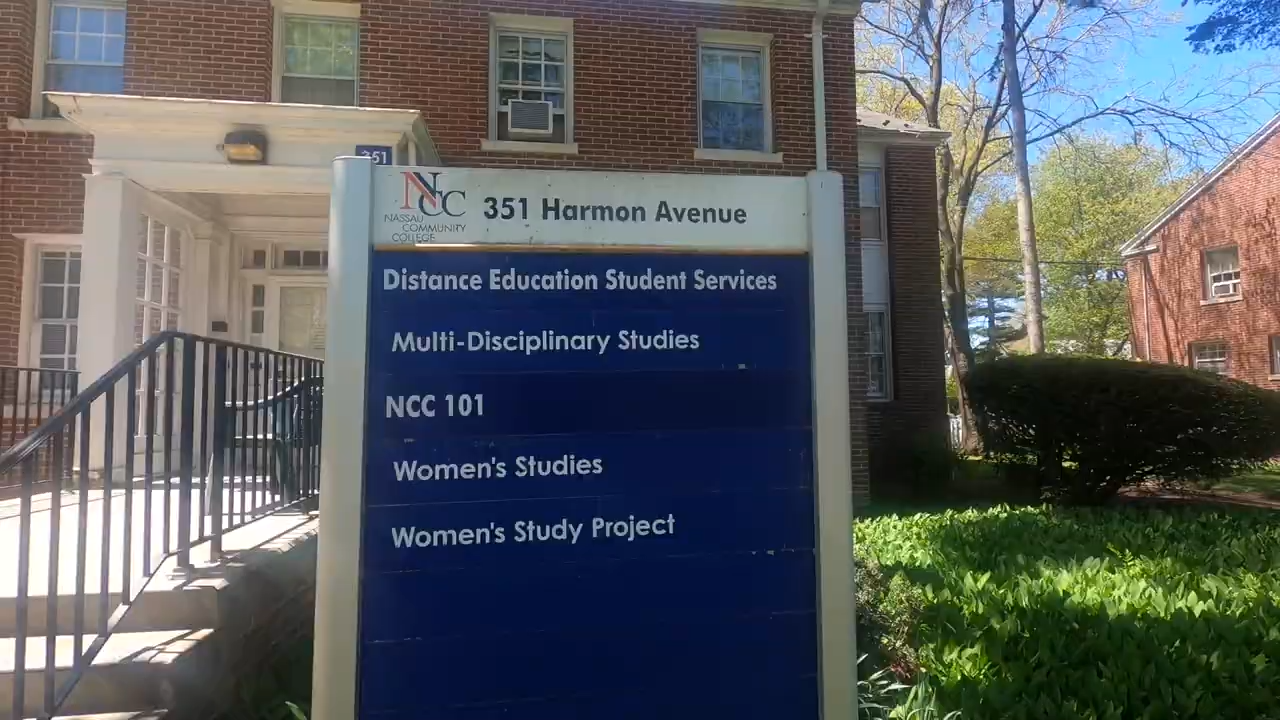 351
NCC
NASSAU
COMMUNITY
COLLEGE
351 Harmon Avenue
Distance Education Student Services
Multi-Disciplinary Studies
NCC 101
Women's Studies
Women's Study Project